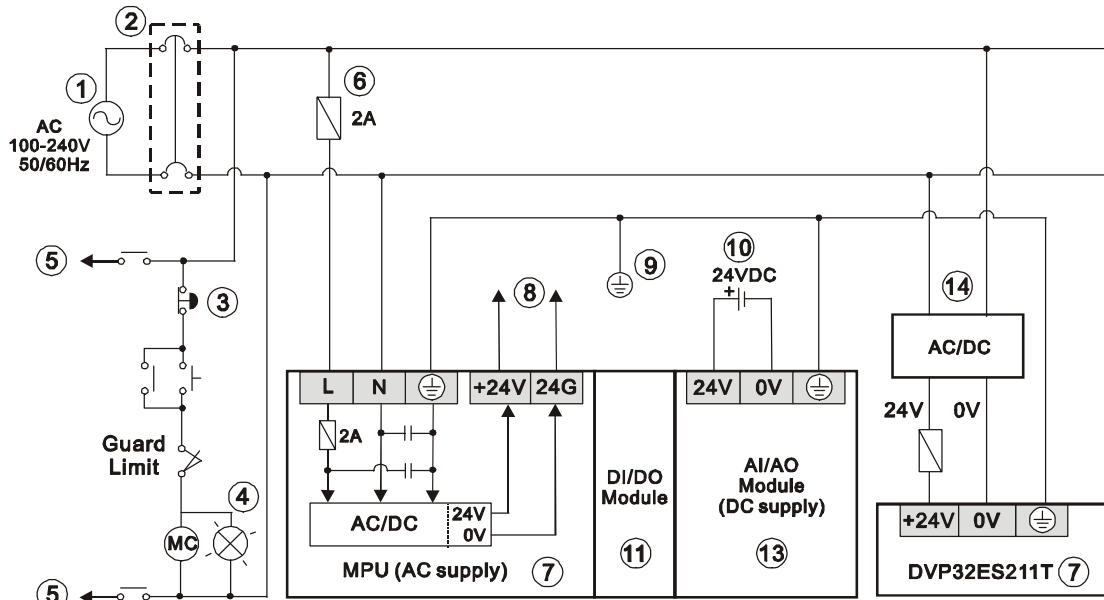 2
1
AC
100-240V
50/60Hz
6
2A
5
3
9
10
24VDC
+
8
14
AC/DC
L
N
+24V
24G
24V
0V
24V
0V
2A
Guard
Limit
DI/DO
Module
AI/AO
Module
(DC supply)
4
MC
AC/DC
24V
0V
+24V
0V
MPU (AC supply)
7
11
13
DVP32ES211T
7
5